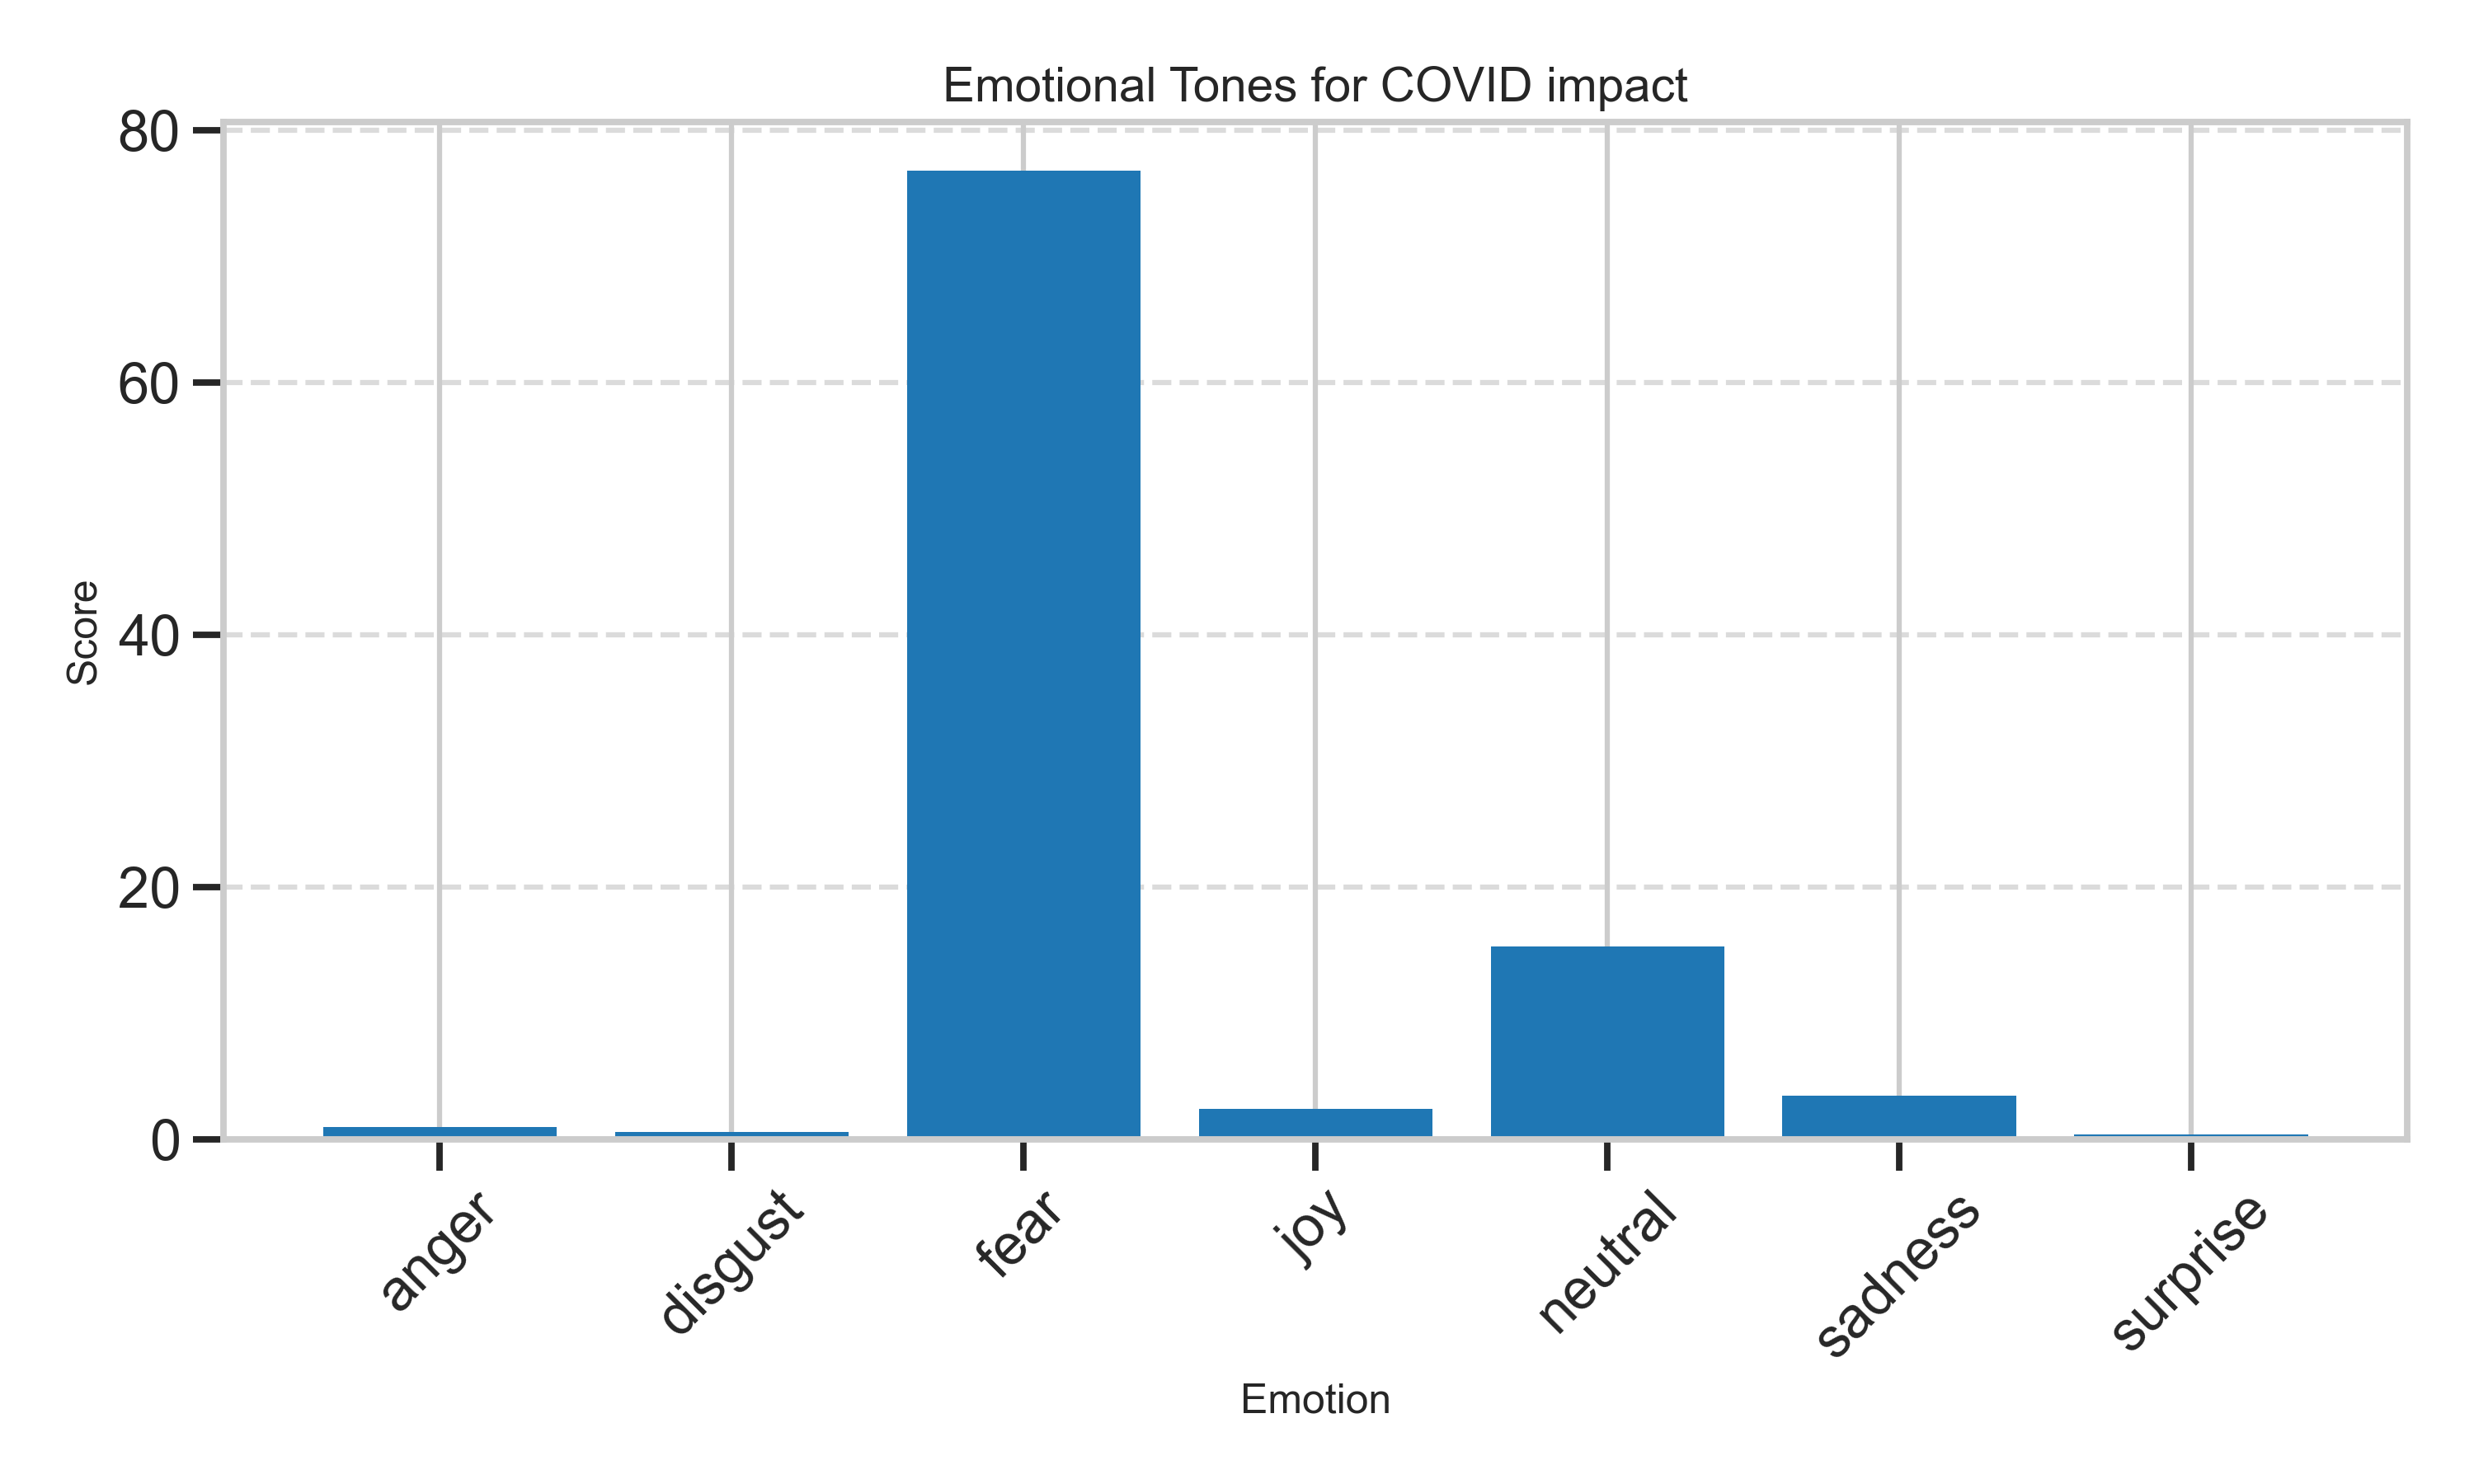 Emotional Tones for COVID impact
80
60
40
20
0
Score
anger
disgust
fear
joy
neutral
sadness
surprise
Emotion